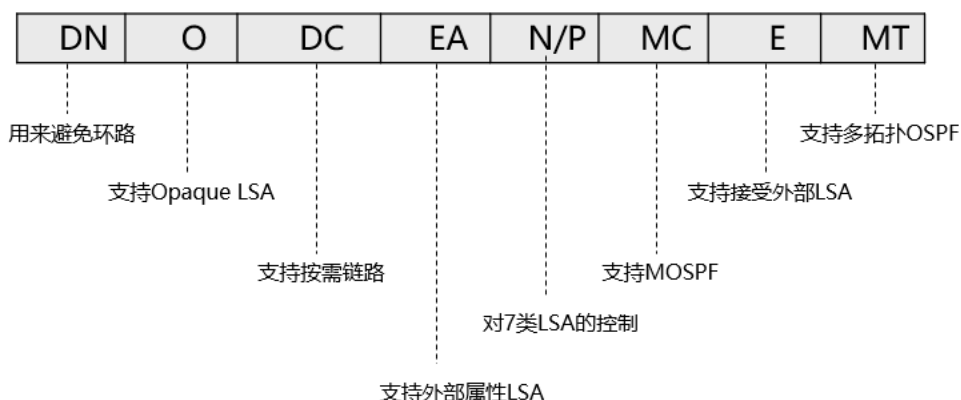 DN O DC EA N/P MC E MT
用来避免环路
支持多拓扑OSPF
支持Opaque LSA
支持接受外部LSA
支持按需链路
支持MOSPF
对7类LSA的控制
支持外部属性LSA